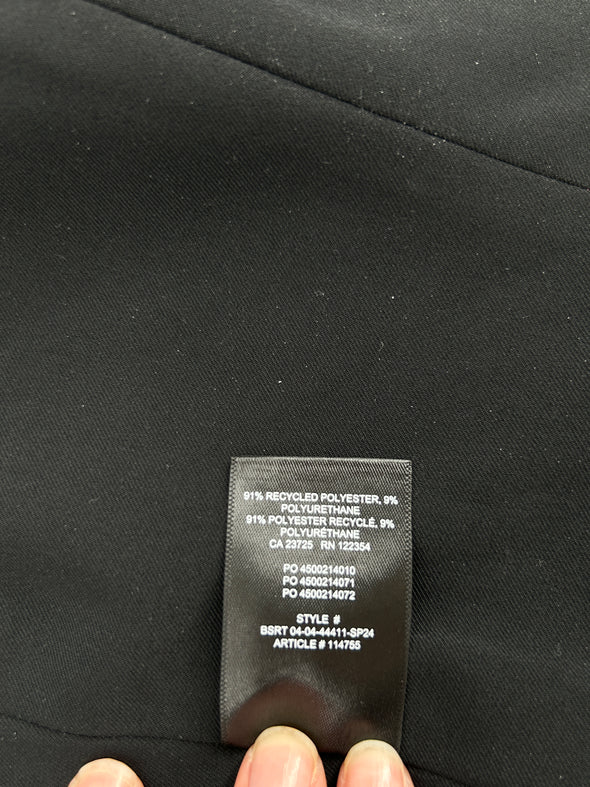 91% RECYCLED POLYESTER, 9%
POLYURETHANE
91% POLYESTER RECYCLÉ, 9%
POLYURÉTHANE
CA 23725 RN 122354
PO 4500214010
PO 4500214071
PO 4500214072
STYLE #
BSRT 04-04-44411-SP24
ARTICLE # 114755